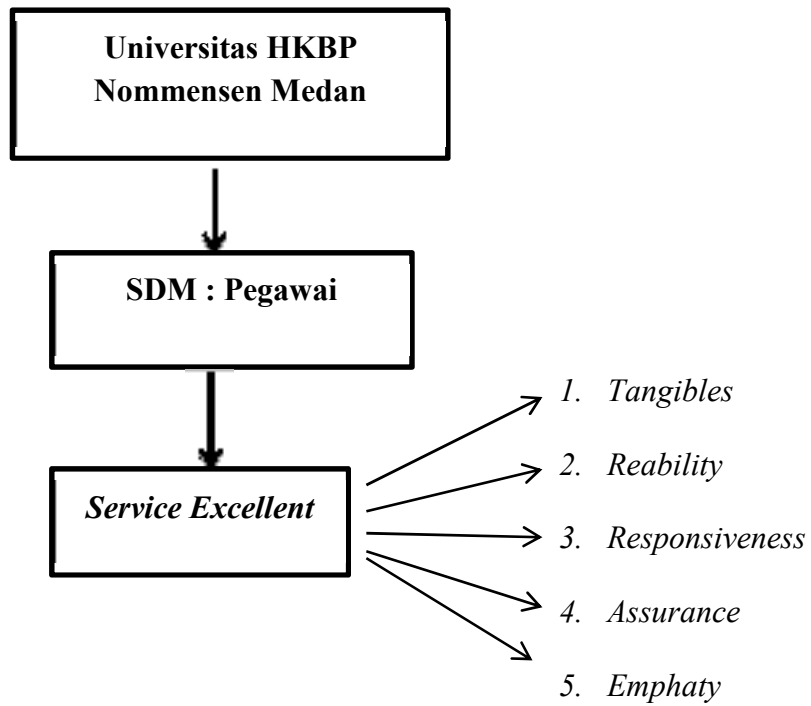 Universitas HKBP
Nommensen Medan
SDM : Pegawai
Service Excellent
1. Tangibles
2. Reability
3. Responsiveness
4. Assurance
5. Emphaty